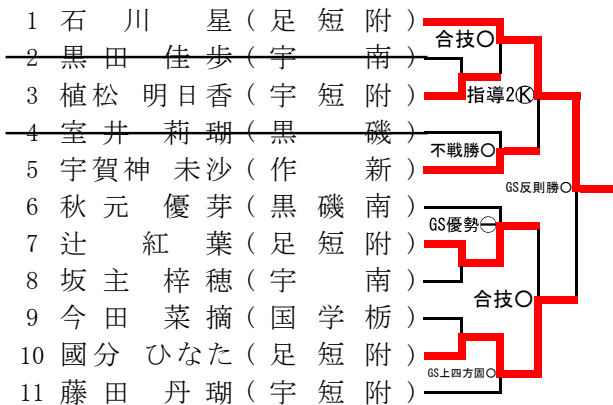 1 石川 星(足短附)
合技○
2 黒田 佳歩(宇南)
3 植松 明日香(宇短附)
指導2Ⓚ
4 室井 莉瑚(黒磯)
不戦勝○
5 宇賀神 未沙(作新)
GS反則勝○
6 秋元 優芽(黒磯南)
GS優勢㊀
7 辻 紅葉(足短附)
8 坂主 梓穂(宇南)
合技○
9 今田 菜摘(国学栃)
10 國分 ひなた(足短附)
GS上四方固○
11 藤田 丹瑚(宇短附)